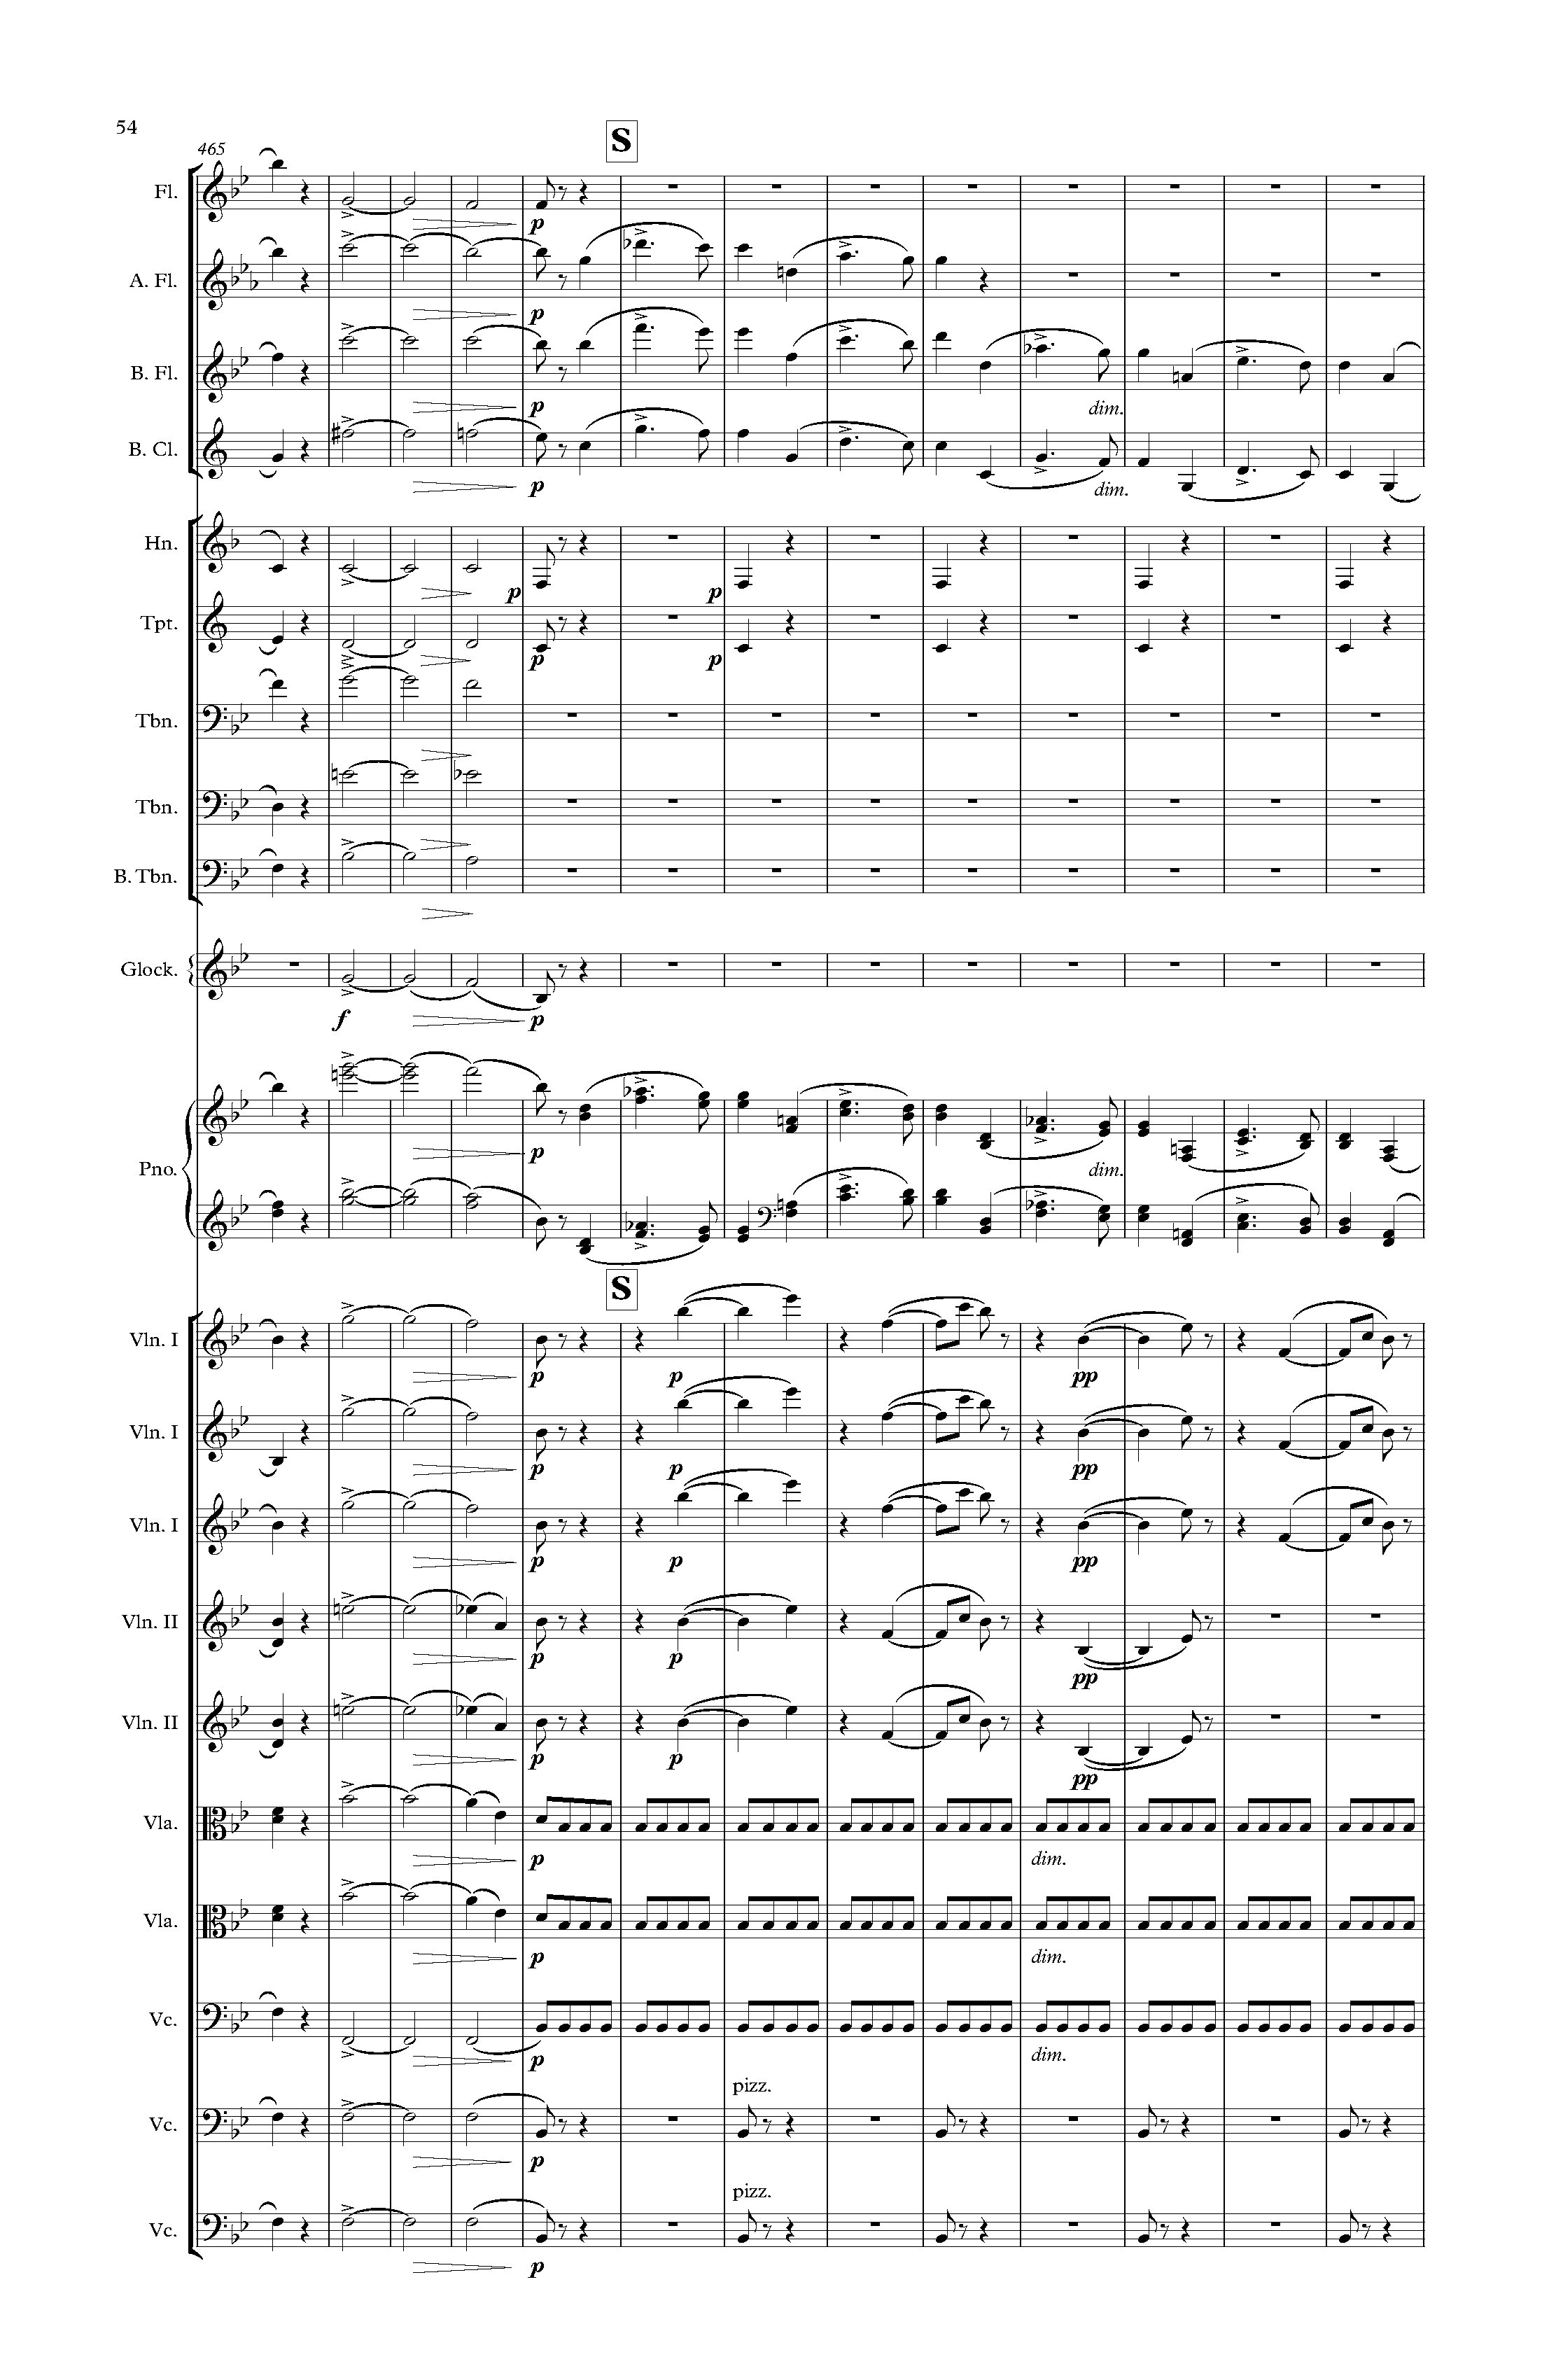 54
465
S
Fl.
p
A. Fl.
p
B. Fl.
p
dim.
B. Cl.
p
dim.
Hn.
p
p
Tpt.
p
p
Tbn.
Tbn.
B. Tbn.
Glock.
f
p
p
Pno.
dim.
S
Vln. I
p
p
pp
Vln. I
p
p
pp
Vln. I
p
p
pp
Vln. II
p
p
pp
Vln. II
p
p
pp
Vla.
p
dim.
Vla.
p
dim.
Vc.
p
dim.
pizz.
Vc.
p
pizz.
Vc.
p